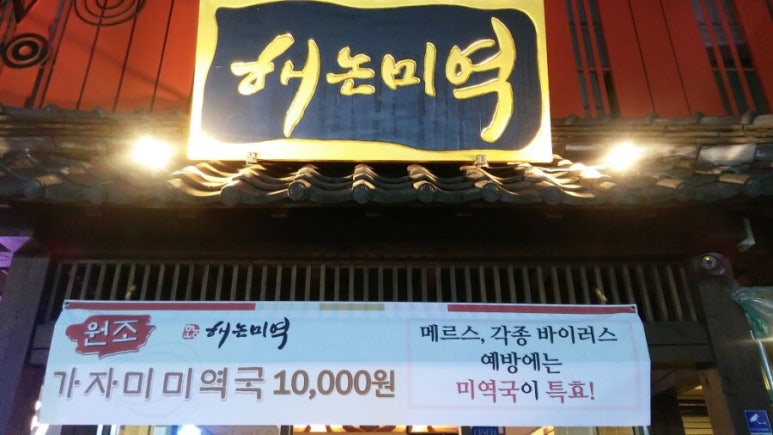 해논미역
원조
해논미역
가자미 미역국 10,000원
메르스, 각종 바이러스
예방에는
미역국이 특효!
CESCO